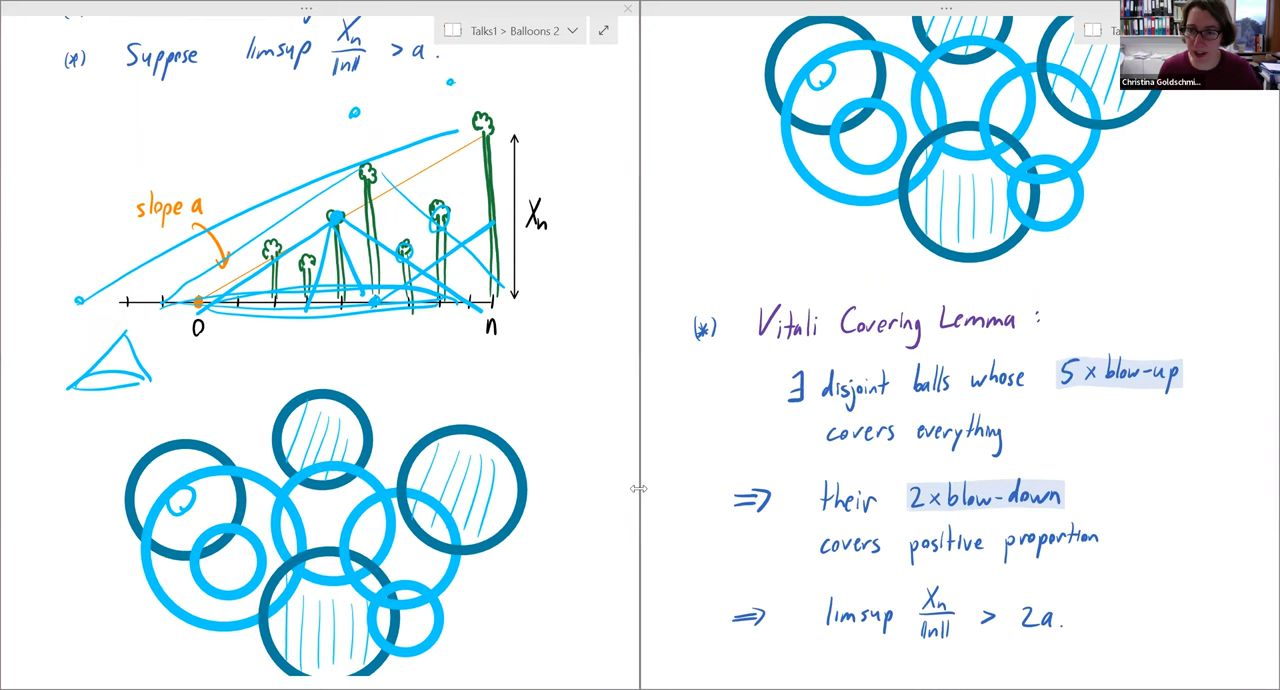 Talks1 > Balloons 2
(*) Suppose limsup Xn / ||n|| > a.
slope a
Xn
0
n
Christina Goldschmi...
(*) Vitali Covering Lemma :
∃ disjoint balls whose 5 x blow-up
covers everything
⇒ their 2 x blow-down
covers positive proportion
⇒ limsup Xn / ||n|| > 2a.